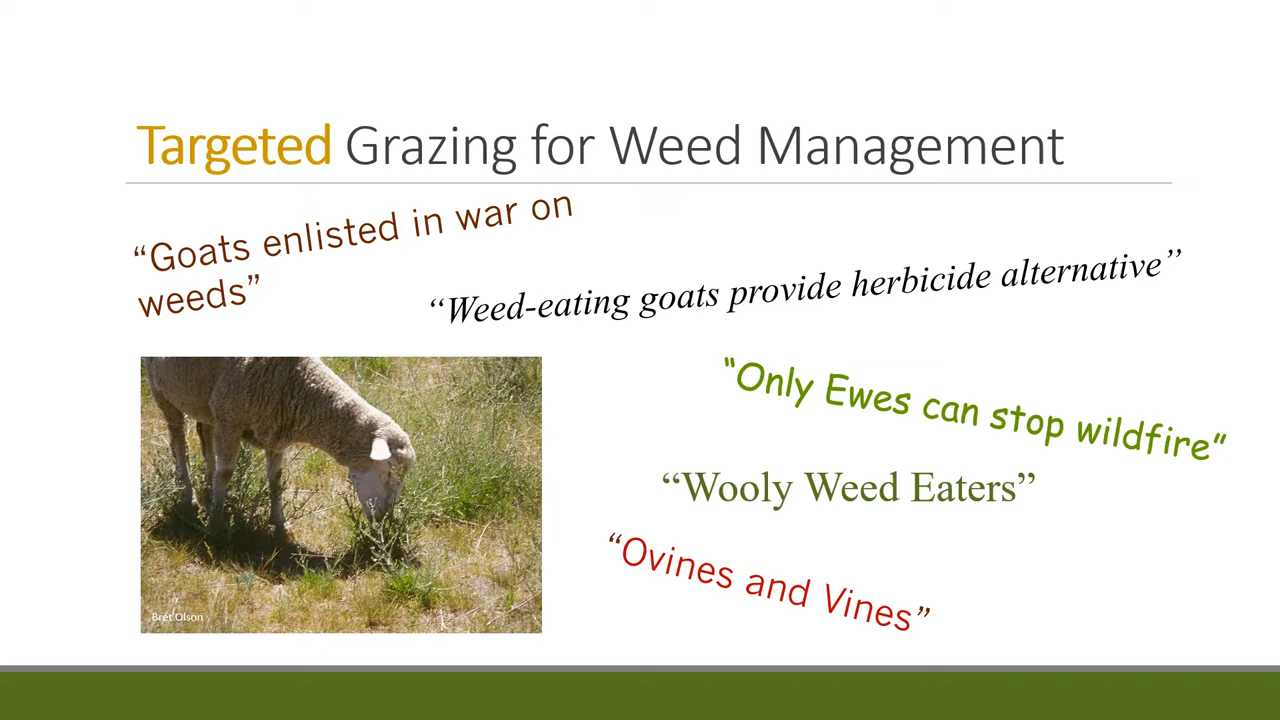 Targeted Grazing for Weed Management
“Goats enlisted in war on
weeds”
“Weed-eating goats provide herbicide alternative”
“Only Ewes can stop wildfire”
“Wooly Weed Eaters”
“Ovines and Vines”
Bret Olson